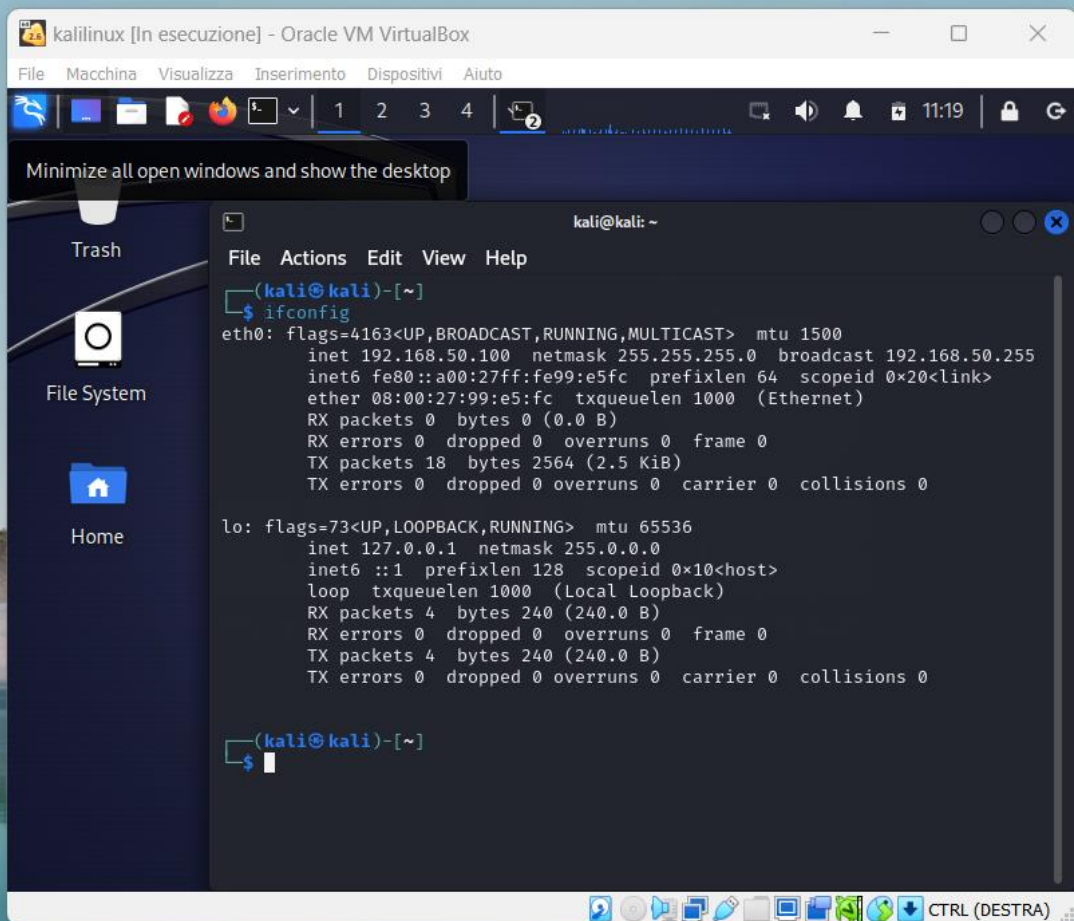 kalilinux [In esecuzione] - Oracle VM VirtualBox
File Macchina Visualizza Inserimento Dispositivi Aiuto
1 2 3 4 2 11:19
Minimize all open windows and show the desktop
kali@kali: ~
Trash
File Actions Edit View Help
┌──(kali㉿kali)-[~]
└─$ ifconfig
eth0: flags=4163<UP,BROADCAST,RUNNING,MULTICAST>  mtu 1500
        inet 192.168.50.100  netmask 255.255.255.0  broadcast 192.168.50.255
        inet6 fe80::a00:27ff:fe99:e5fc  prefixlen 64  scopeid 0×20<link>
        ether 08:00:27:99:e5:fc  txqueuelen 1000  (Ethernet)
        RX packets 0  bytes 0 (0.0 B)
        RX errors 0  dropped 0  overruns 0  frame 0
        TX packets 18  bytes 2564 (2.5 KiB)
        TX errors 0  dropped 0 overruns 0  carrier 0  collisions 0
lo: flags=73<UP,LOOPBACK,RUNNING>  mtu 65536
        inet 127.0.0.1  netmask 255.0.0.0
        inet6 ::1  prefixlen 128  scopeid 0×10<host>
        loop  txqueuelen 1000  (Local Loopback)
        RX packets 4  bytes 240 (240.0 B)
        RX errors 0  dropped 0  overruns 0  frame 0
        TX packets 4  bytes 240 (240.0 B)
        TX errors 0  dropped 0 overruns 0  carrier 0  collisions 0
┌──(kali㉿kali)-[~]
└─$
File System
Home
CTRL (DESTRA)